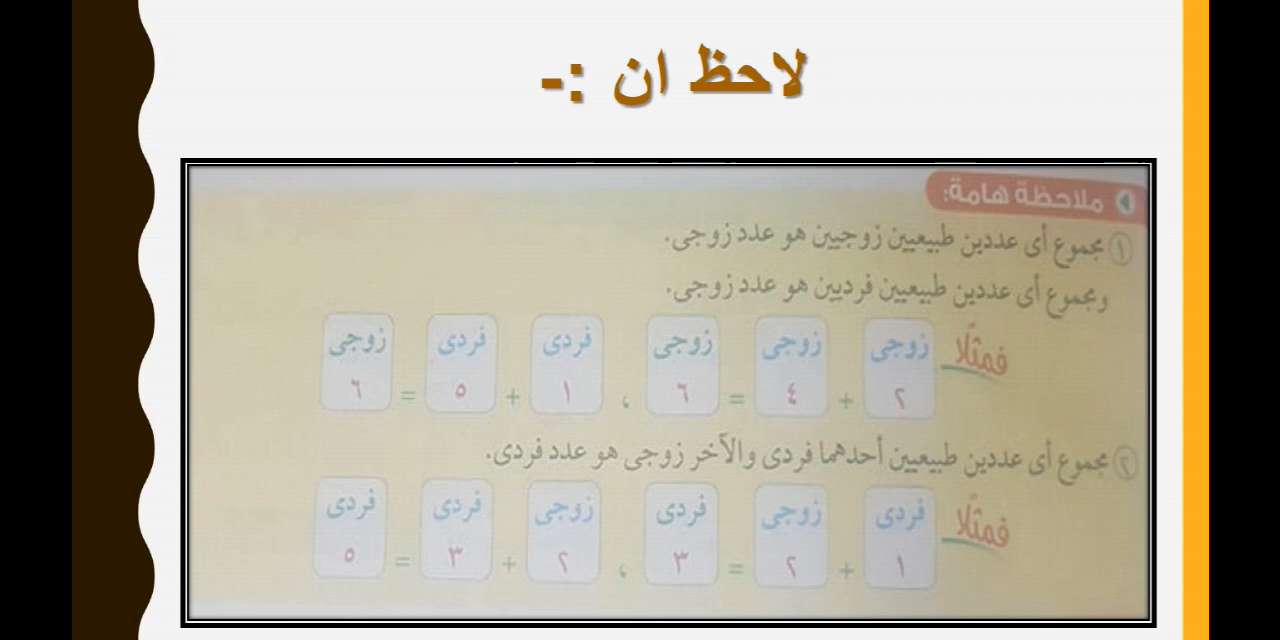 لاحظ ان :-
ملاحظة هامة:
١ مجموع أى عددين طبيعيين زوجيين هو عدد زوجى.
ومجموع أى عددين طبيعيين فرديين هو عدد زوجى.
فمثلًا زوجى زوجى زوجى فردى فردى زوجى
٢ + ٤ = ٦ ، ١ + ٥ = ٦
٢ مجموع أى عددين طبيعيين أحدهما فردى والآخر زوجى هو عدد فردى.
فمثلًا فردى زوجى فردى زوجى فردى فردى
١ + ٢ = ٣ ، ٢ + ٣ = ٥